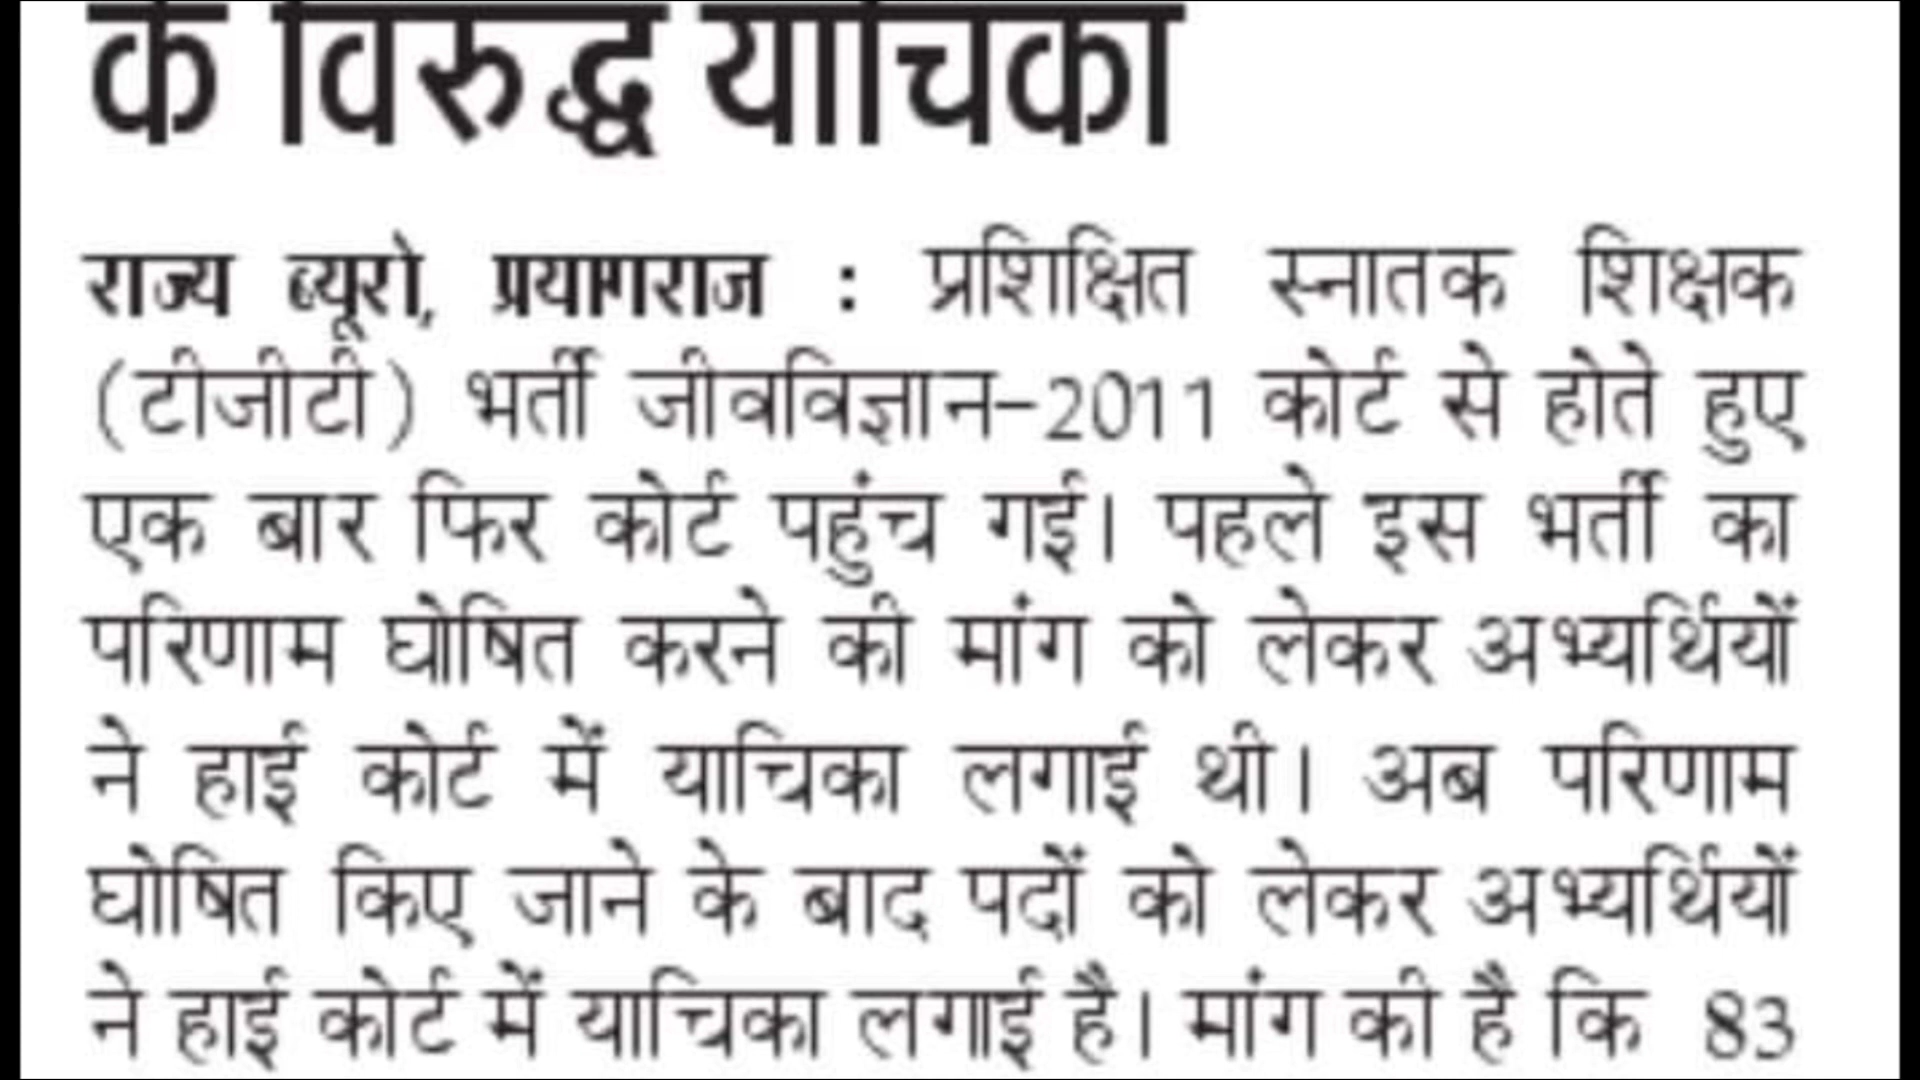 के विरुद्ध याचिका
राज्य ब्यूरो, प्रयागराज : प्रशिक्षित स्नातक शिक्षक
(टीजीटी) भर्ती जीवविज्ञान-2011 कोर्ट से होते हुए
एक बार फिर कोर्ट पहुंच गई। पहले इस भर्ती का
परिणाम घोषित करने की मांग को लेकर अभ्यर्थियों
ने हाई कोर्ट में याचिका लगाई थी। अब परिणाम
घोषित किए जाने के बाद पदों को लेकर अभ्यर्थियों
ने हाई कोर्ट में याचिका लगाई है। मांग की है कि 83